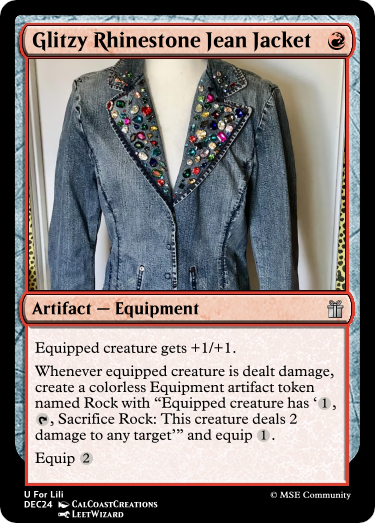 Glitzy Rhinestone Jean Jacket
Artifact — Equipment
Equipped creature gets +1/+1.
Whenever equipped creature is dealt damage,
create a colorless Equipment artifact token
named Rock with “Equipped creature has ‘1,
, Sacrifice Rock: This creature deals 2
damage to any target’” and equip 1.
Equip 2
U For Lili
DEC24 CalCoastCreations
LeetWizard
© MSE Community